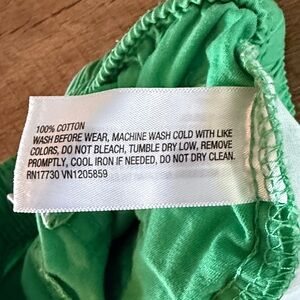 100% COTTON
WASH BEFORE WEAR, MACHINE WASH COLD WITH LIKE
COLORS, DO NOT BLEACH, TUMBLE DRY LOW, REMOVE
PROMPTLY, COOL IRON IF NEEDED, DO NOT DRY CLEAN.
RN17730 VN1205859